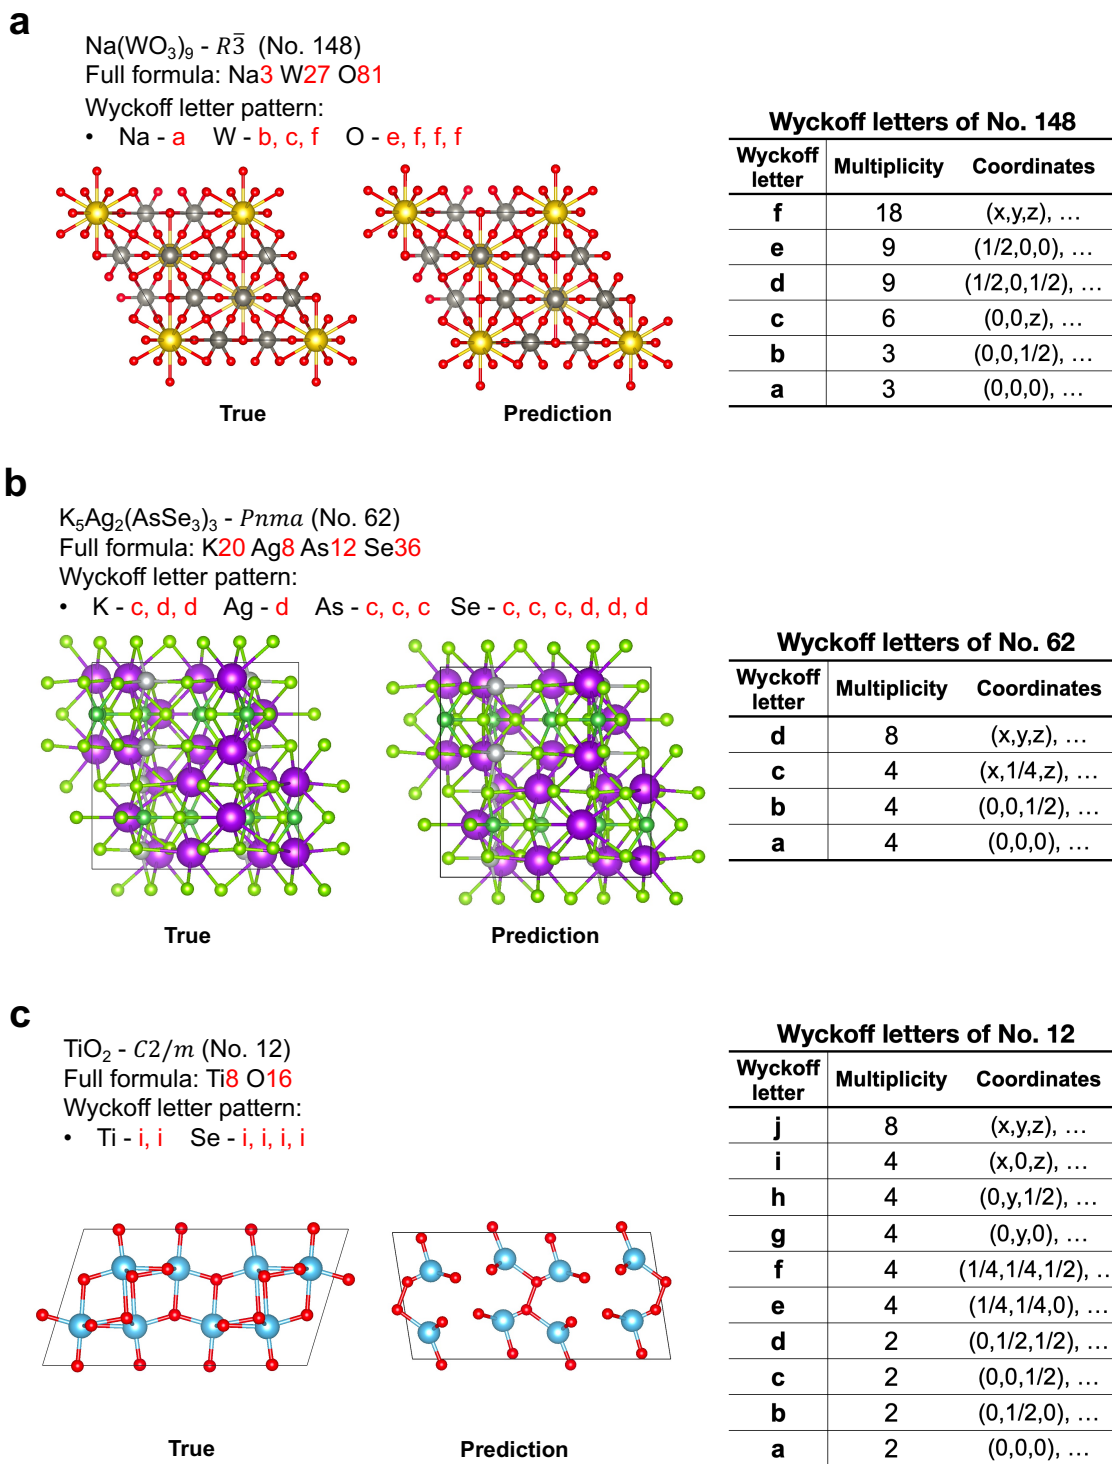 a
Na(WO₃)₉ - R3̅ (No. 148)
Full formula: Na3 W27 O81
Wyckoff letter pattern:
• Na - a W - b, c, f O - e, f, f, f
True
Prediction
Wyckoff letters of No. 148
Wyckoff letter Multiplicity Coordinates
f 18 (x,y,z), …
e 9 (1/2,0,0), …
d 9 (1/2,0,1/2), …
c 6 (0,0,z), …
b 3 (0,0,1/2), …
a 3 (0,0,0), …
b
K₅Ag₂(AsSe₃)₃ - Pnma (No. 62)
Full formula: K20 Ag8 As12 Se36
Wyckoff letter pattern:
• K - c, d, d Ag - d As - c, c, c Se - c, c, c, d, d, d
True
Prediction
Wyckoff letters of No. 62
Wyckoff letter Multiplicity Coordinates
d 8 (x,y,z), …
c 4 (x,1/4,z), …
b 4 (0,0,1/2), …
a 4 (0,0,0), …
c
TiO₂ - C2/m (No. 12)
Full formula: Ti8 O16
Wyckoff letter pattern:
• Ti - i, i Se - i, i, i, i
True
Prediction
Wyckoff letters of No. 12
Wyckoff letter Multiplicity Coordinates
j 8 (x,y,z), …
i 4 (x,0,z), …
h 4 (0,y,1/2), …
g 4 (0,y,0), …
f 4 (1/4,1/4,1/2), ..
e 4 (1/4,1/4,0), …
d 2 (0,1/2,1/2), …
c 2 (0,0,1/2), …
b 2 (0,1/2,0), …
a 2 (0,0,0), …